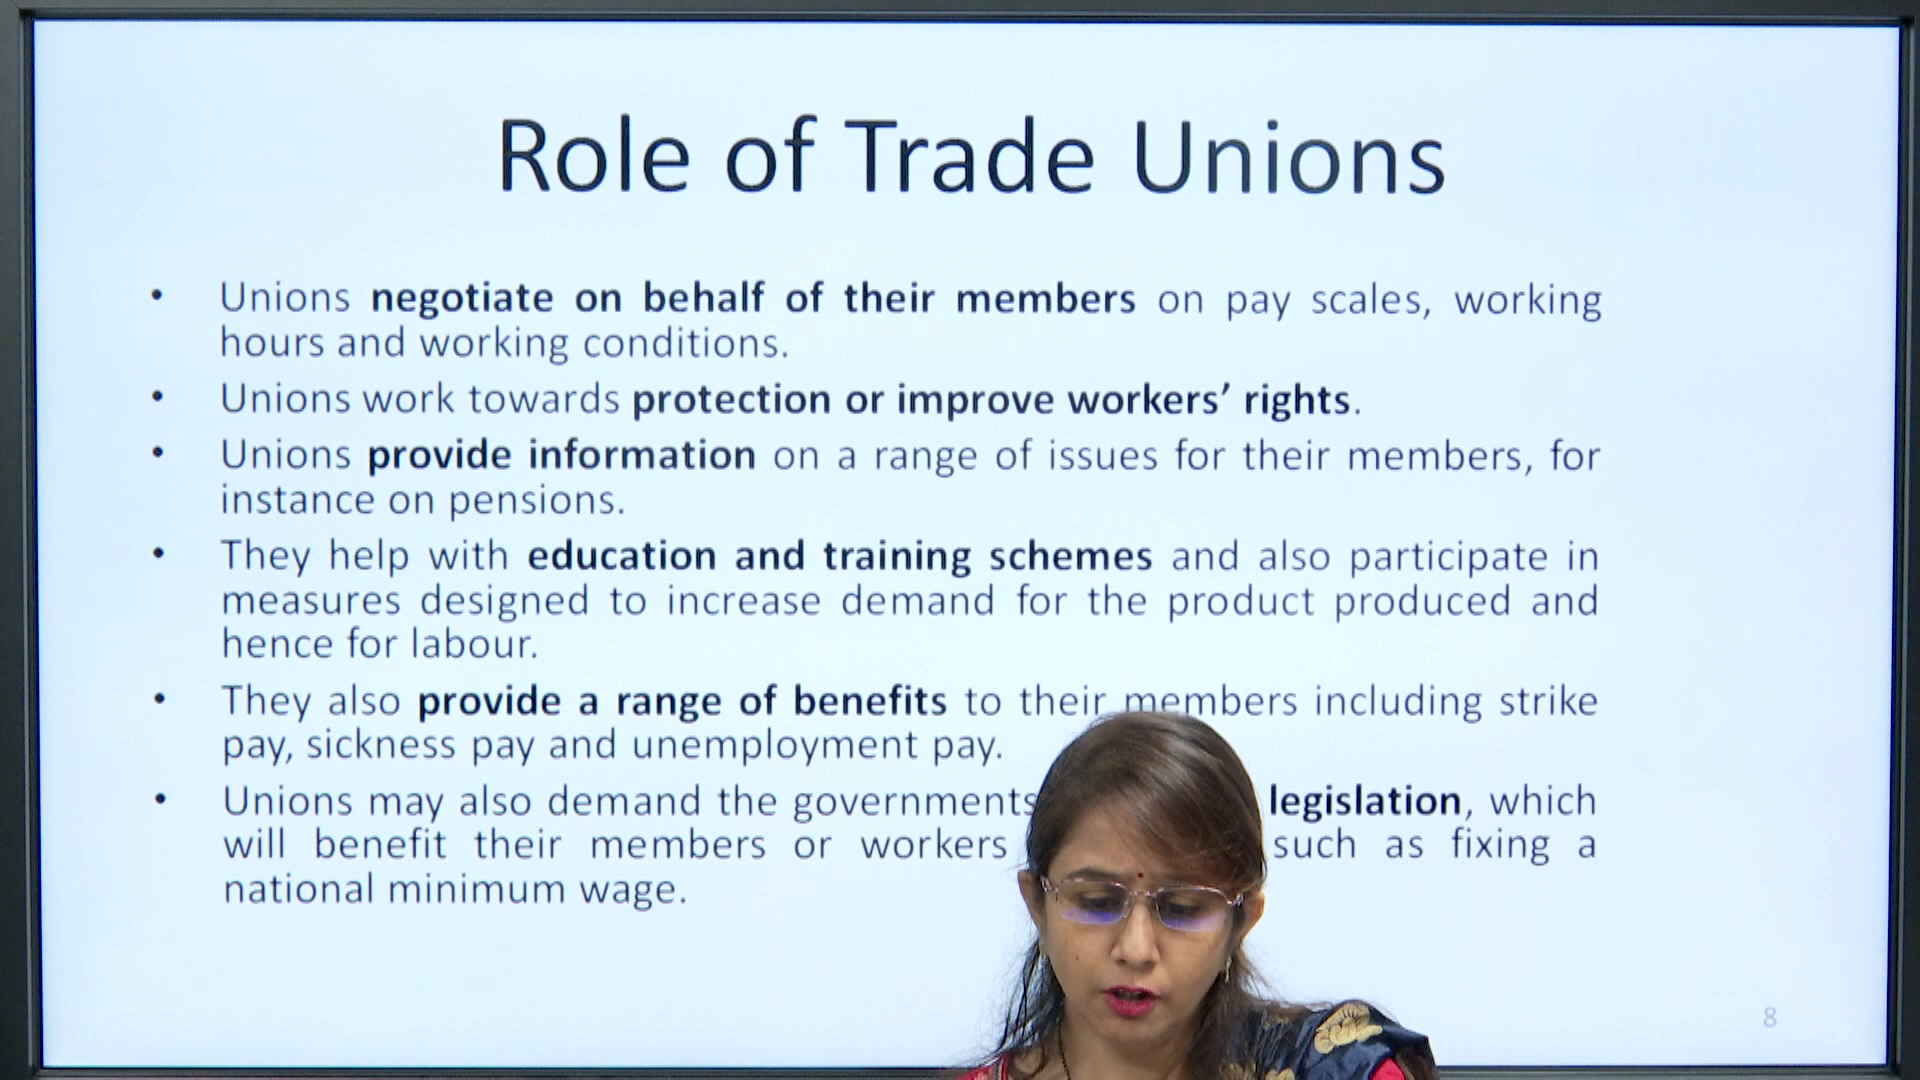 Role of Trade Unions
• Unions negotiate on behalf of their members on pay scales, working
hours and working conditions.
• Unions work towards protection or improve workers’ rights.
• Unions provide information on a range of issues for their members, for
instance on pensions.
• They help with education and training schemes and also participate in
measures designed to increase demand for the product produced and
hence for labour.
• They also provide a range of benefits to their members including strike
pay, sickness pay and unemployment pay.
• Unions may also demand the governments legislation, which
will benefit their members or workers such as fixing a
national minimum wage.
8